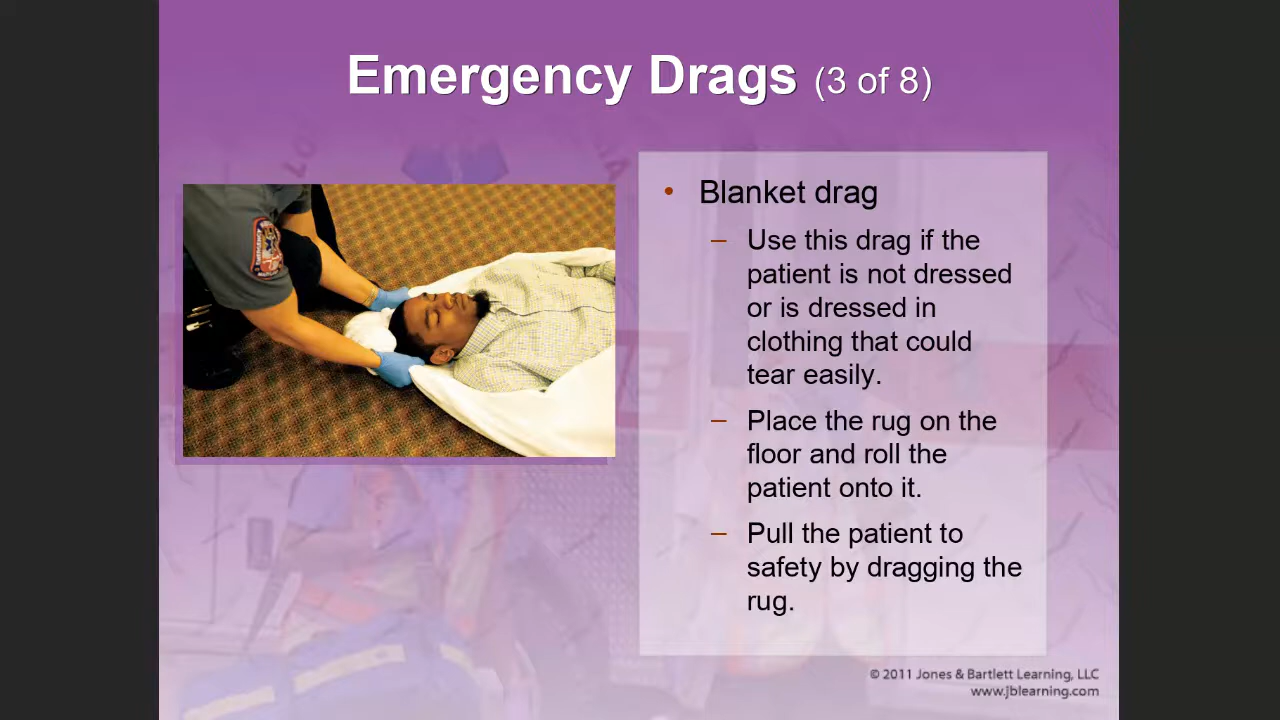 Emergency Drags (3 of 8)
• Blanket drag
– Use this drag if the
patient is not dressed
or is dressed in
clothing that could
tear easily.
– Place the rug on the
floor and roll the
patient onto it.
– Pull the patient to
safety by dragging the
rug.
© 2011 Jones & Bartlett Learning, LLC
www.jblearning.com